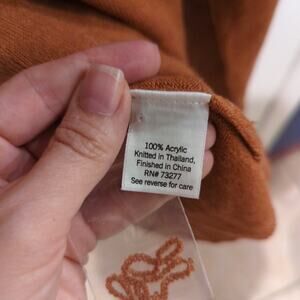 100% Acrylic
Knitted in Thailand,
Finished in China
RN# 73277
See reverse for care